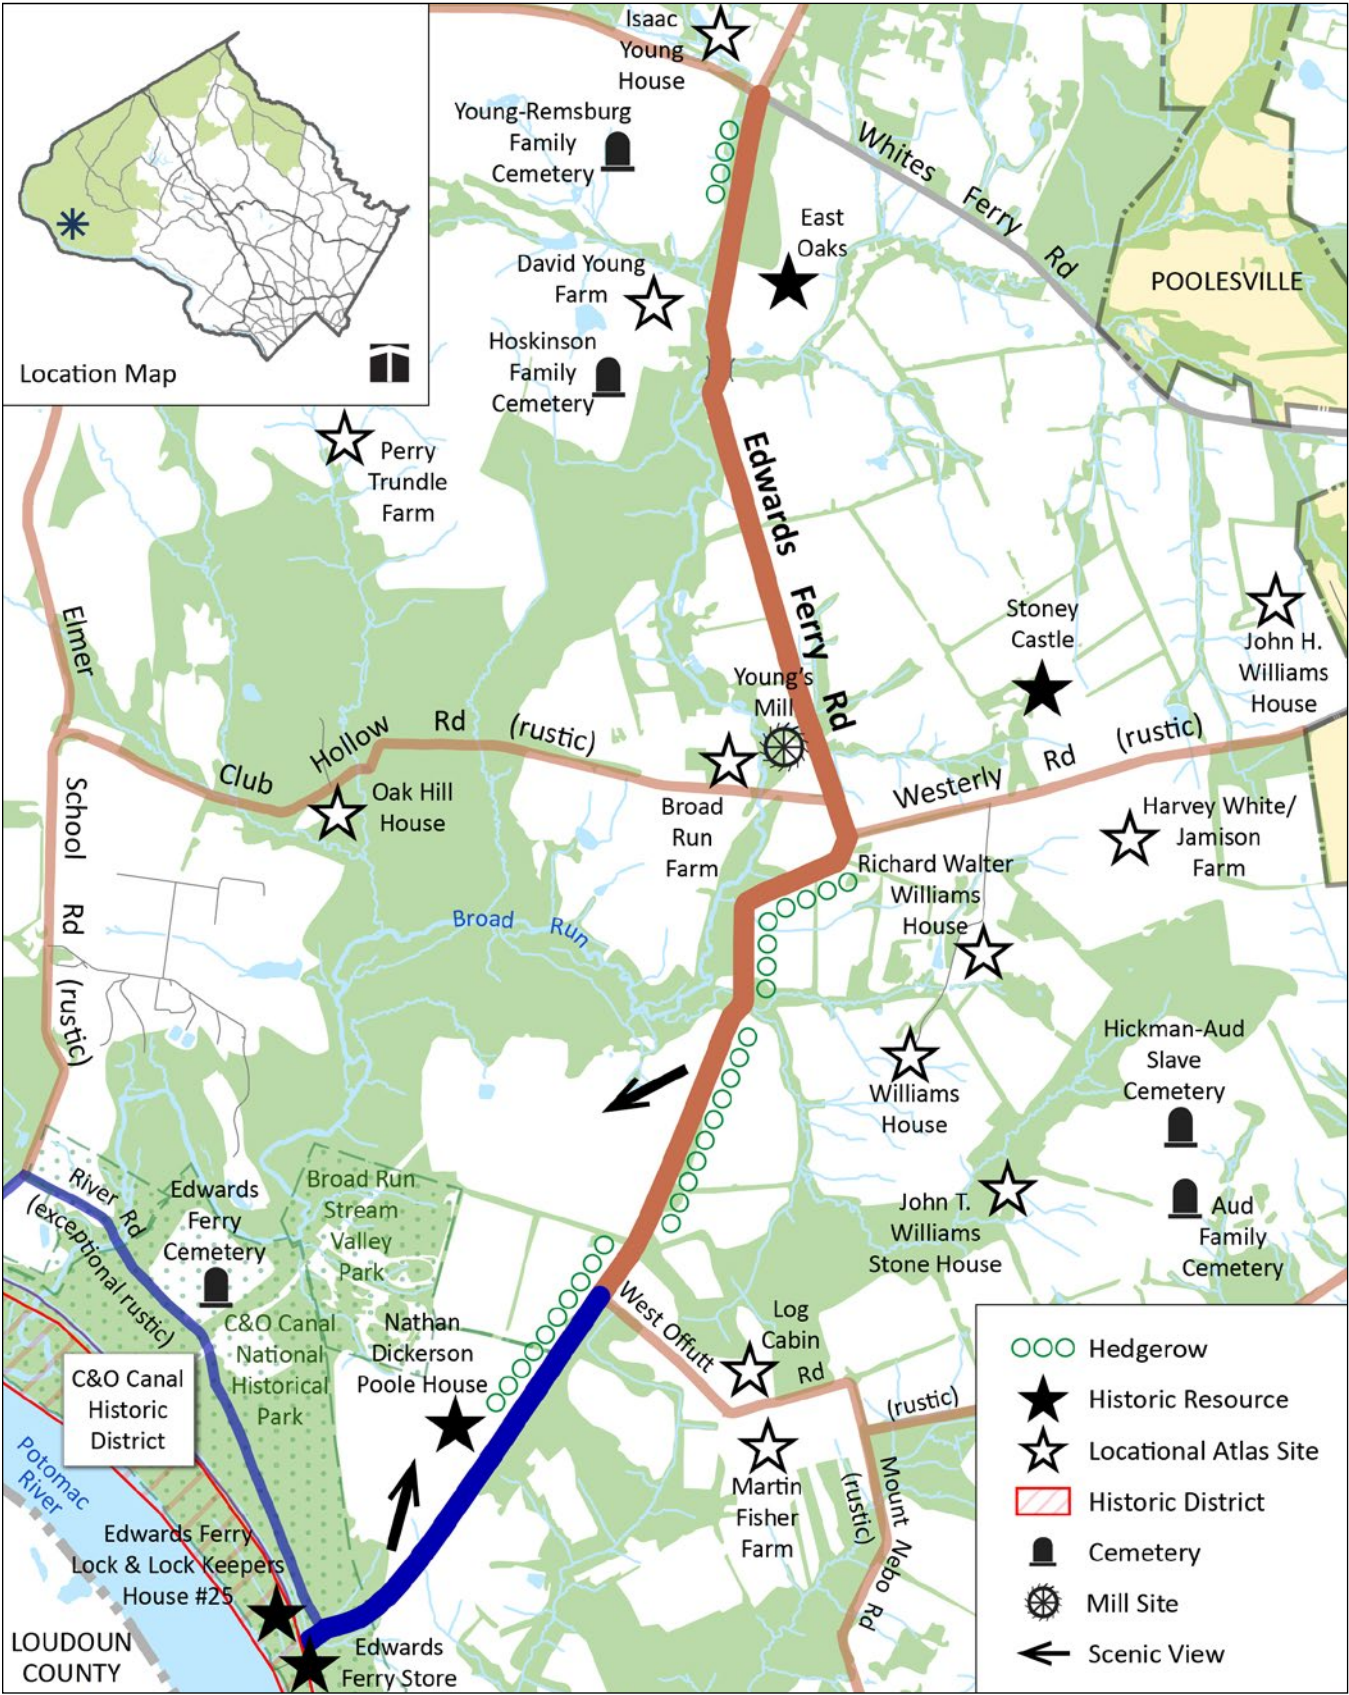 Isaac
Young
House
Young-Remsburg
Family
Cemetery
Whites Ferry Rd
East
Oaks
David Young
Farm
POOLESVILLE
Hoskinson
Family
Cemetery
Location Map
Perry
Trundle
Farm
Edwards Ferry Rd
Elmer
School
Rd
(rustic)
Stoney
Castle
John H.
Williams
House
Young's
Mill
Club Hollow Rd (rustic)
Westerly Rd (rustic)
Oak Hill
House
Broad
Run
Farm
Harvey White/
Jamison
Farm
Richard Walter
Williams
House
Broad Run
Hickman-Aud
Slave
Cemetery
Williams
House
River Rd
(exceptional rustic)
Edwards
Ferry
Cemetery
Broad Run
Stream
Valley
Park
John T.
Williams
Stone House
Aud
Family
Cemetery
C&O Canal
National
Historical
Park
Nathan
Dickerson
Poole House
West Offutt Rd
Log
Cabin
(rustic)
C&O Canal
Historic
District
Potomac
River
Martin
Fisher
Farm
Mount Nebo Rd
(rustic)
Edwards Ferry
Lock & Lock Keepers
House #25
LOUDOUN
COUNTY
Edwards
Ferry Store
Hedgerow
Historic Resource
Locational Atlas Site
Historic District
Cemetery
Mill Site
Scenic View